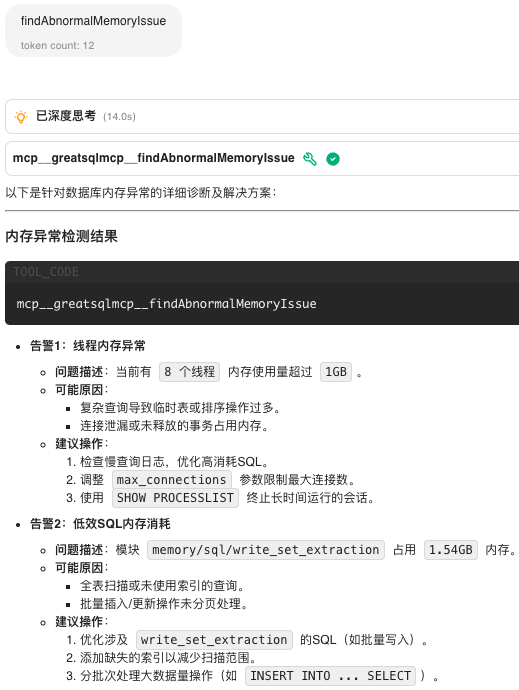 findAbnormalMemoryIssue
token count: 12
已深度思考 (14.0s)
mcp__greatsqlmcp__findAbnormalMemoryIssue
以下是针对数据库内存异常的详细诊断及解决方案：
内存异常检测结果
TOOL_CODE
mcp__greatsqlmcp__findAbnormalMemoryIssue
• 告警1：线程内存异常
问题描述：当前有 8 个线程 内存使用量超过 1GB 。
可能原因：
复杂查询导致临时表或排序操作过多。
连接泄漏或未释放的事务占用内存。
建议操作：
1. 检查慢查询日志，优化高消耗SQL。
2. 调整 max_connections 参数限制最大连接数。
3. 使用 SHOW PROCESSLIST 终止长时间运行的会话。
• 告警2：低效SQL内存消耗
问题描述：模块 memory/sql/write_set_extraction 占用 1.54GB 内存。
可能原因：
全表扫描或未使用索引的查询。
批量插入/更新操作未分页处理。
建议操作：
1. 优化涉及 write_set_extraction 的SQL（如批量写入）。
2. 添加缺失的索引以减少扫描范围。
3. 分批次处理大数据量操作（如 INSERT INTO ... SELECT ）。